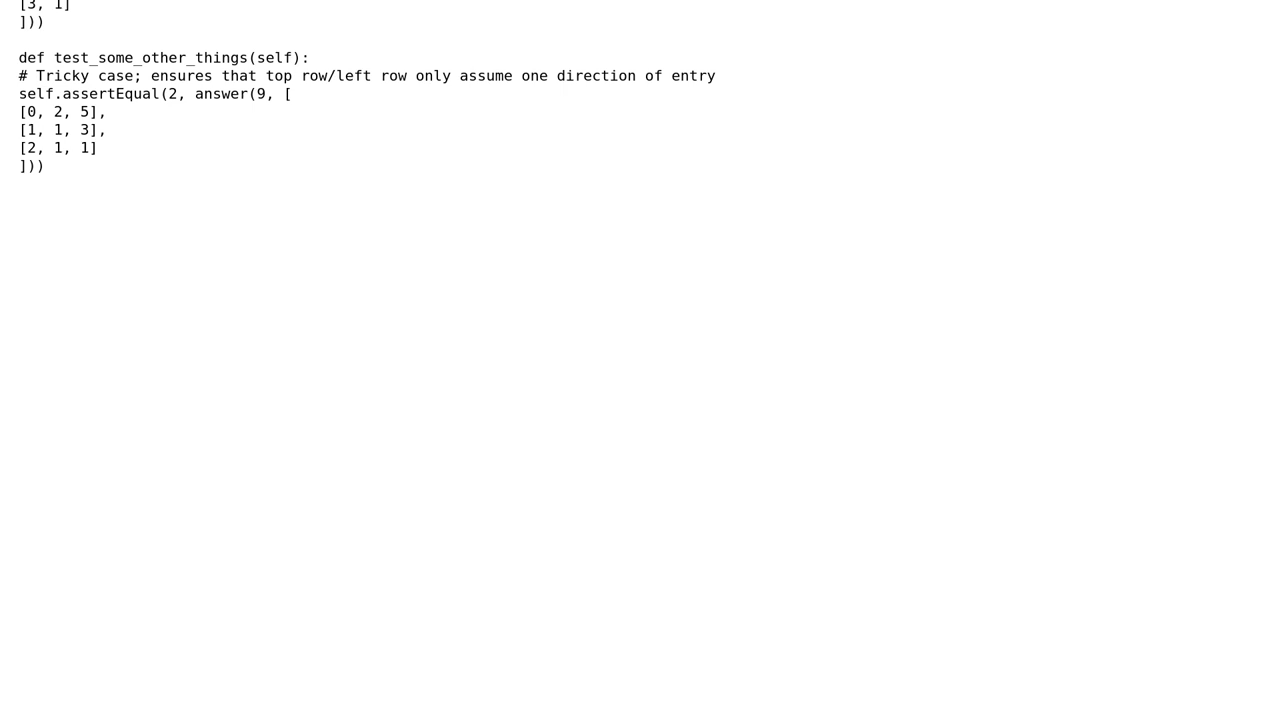 [3, 1]
]))
def test_some_other_things(self):
# Tricky case; ensures that top row/left row only assume one direction of entry
self.assertEqual(2, answer(9, [
[0, 2, 5],
[1, 1, 3],
[2, 1, 1]
]))